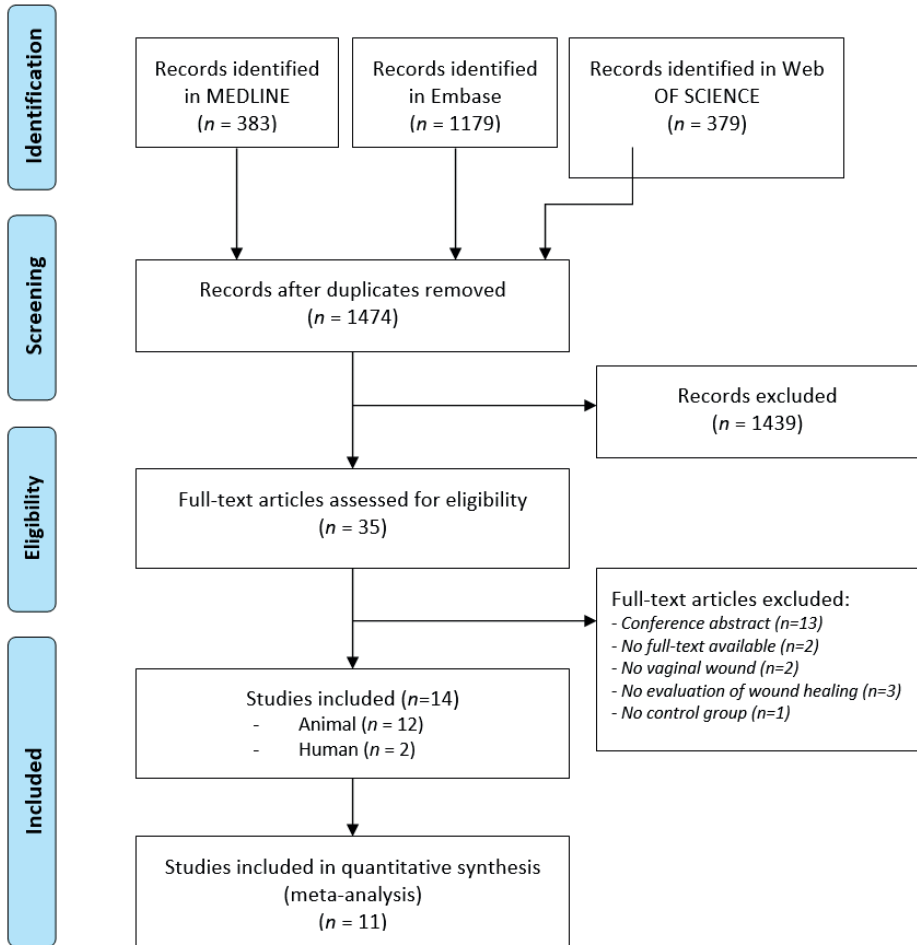 Identification
Records identified
in MEDLINE
(n = 383)
Records identified
in Embase
(n = 1179)
Records identified in Web
OF SCIENCE
(n = 379)
Screening
Records after duplicates removed
(n = 1474)
Records excluded
(n = 1439)
Eligibility
Full-text articles assessed for eligibility
(n = 35)
Full-text articles excluded:
- Conference abstract (n=13)
- No full-text available (n=2)
- No vaginal wound (n=2)
- No evaluation of wound healing (n=3)
- No control group (n=1)
Included
Studies included (n=14)
- Animal (n = 12)
- Human (n = 2)
Studies included in quantitative synthesis
(meta-analysis)
(n = 11)